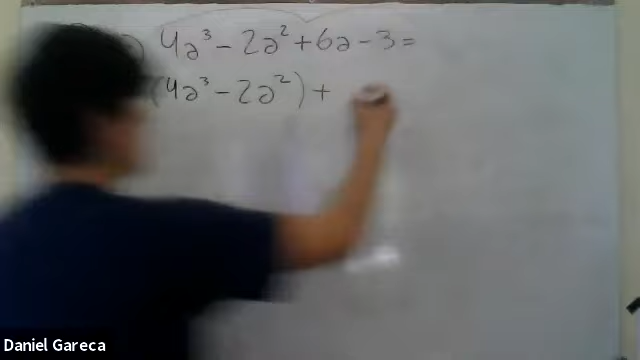 ) 4a³ - 2a² + 6a - 3 =
(4a³ - 2a²) +
Daniel Gareca